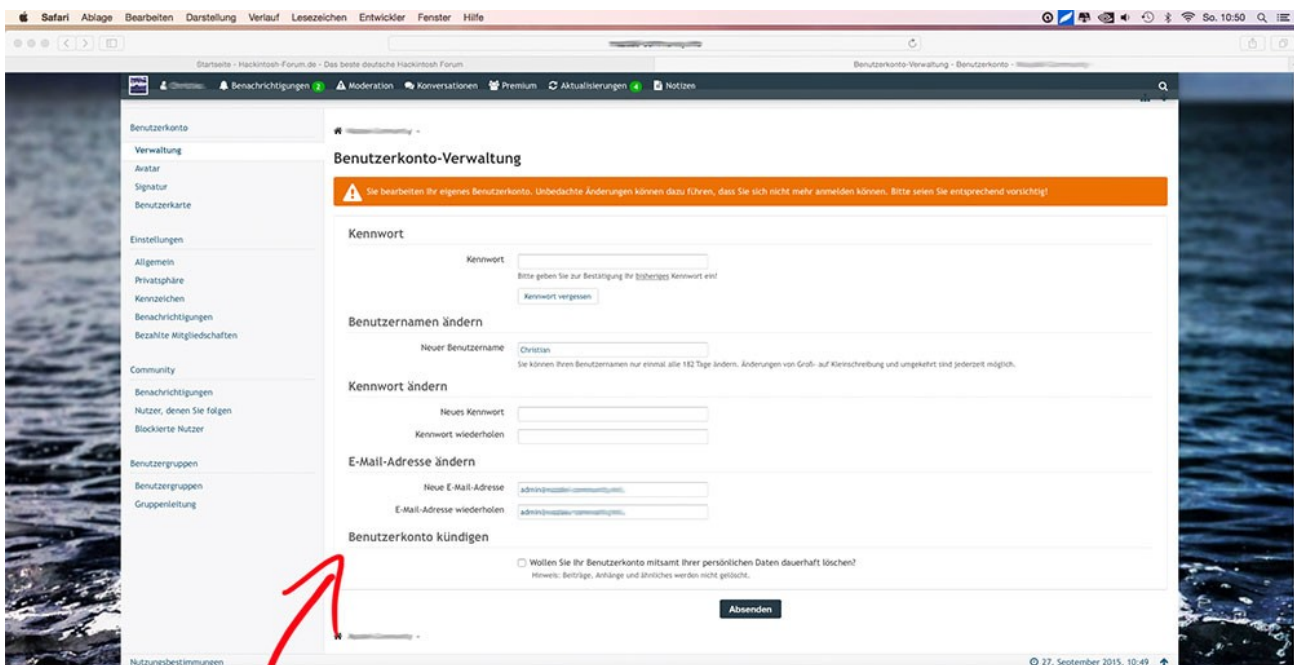 Safari Ablage Bearbeiten Darstellung Verlauf Lesezeichen Entwickler Fenster Hilfe
So. 10:50
Startseite - Hackintosh-Forum.de - Das beste deutsche Hackintosh Forum
Benutzerkonto-Verwaltung - Benutzerkonto -
Benachrichtigungen 2 Moderation Konversationen Premium Aktualisierungen 4 Notizen
Benutzerkonto
Verwaltung
Avatar
Signatur
Benutzerkarte
Einstellungen
Allgemein
Privatsphäre
Kennzeichen
Benachrichtigungen
Bezahlte Mitgliedschaften
Community
Benachrichtigungen
Nutzer, denen Sie folgen
Blockierte Nutzer
Benutzergruppen
Benutzergruppen
Gruppenleitung
Benutzerkonto-Verwaltung
Sie bearbeiten Ihr eigenes Benutzerkonto. Unbedachte Änderungen können dazu führen, dass Sie sich nicht mehr anmelden können. Bitte seien Sie entsprechend vorsichtig!
Kennwort
Kennwort
Bitte geben Sie zur Bestätigung Ihr bisheriges Kennwort ein!
Kennwort vergessen
Benutzernamen ändern
Neuer Benutzername Christian
Sie können Ihren Benutzernamen nur einmal alle 182 Tage ändern. Änderungen von Groß- auf Kleinschreibung und umgekehrt sind jederzeit möglich.
Kennwort ändern
Neues Kennwort
Kennwort wiederholen
E-Mail-Adresse ändern
Neue E-Mail-Adresse
E-Mail-Adresse wiederholen
Benutzerkonto kündigen
Wollen Sie Ihr Benutzerkonto mitsamt Ihrer persönlichen Daten dauerhaft löschen?
Hinweis: Beiträge, Anhänge und ähnliches werden nicht gelöscht.
Absenden
Nutzungsbestimmungen
27. September 2015, 10:49